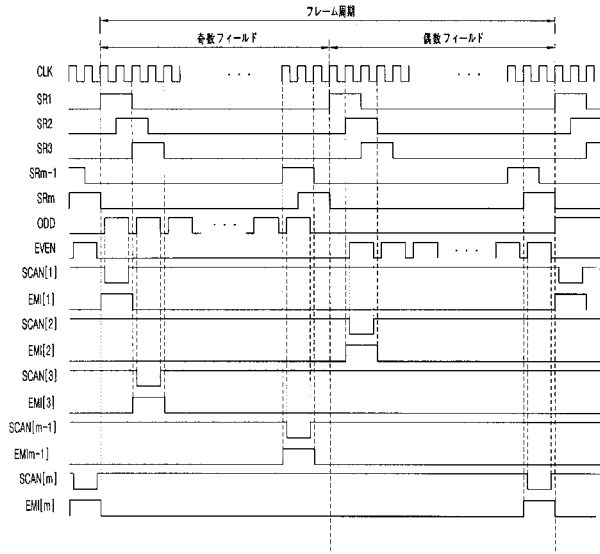 フレーム周期
奇数フィールド
偶数フィールド
CLK
SR1
SR2
SR3
SRm-1
SRm
ODD
EVEN
SCAN[1]
EMI[1]
SCAN[2]
EMI[2]
SCAN[3]
EMI[3]
SCAN[m-1]
EMIm-1]
SCAN[m]
EMI[m]